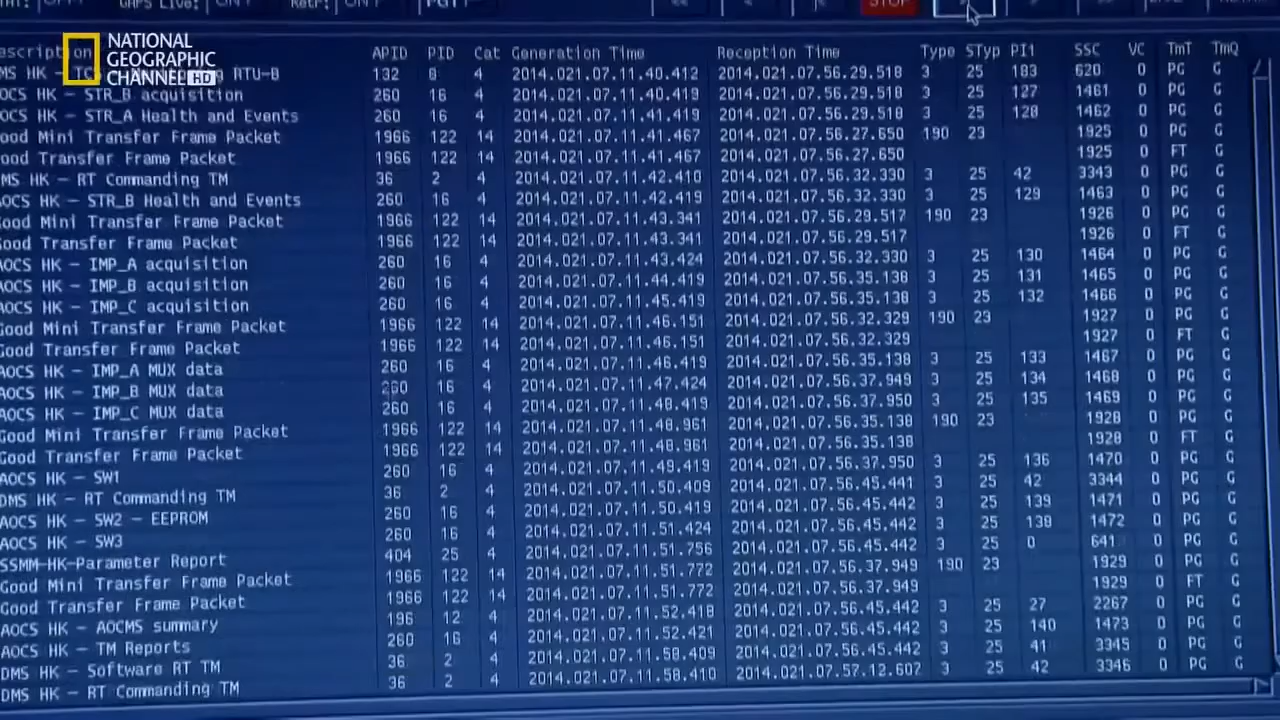 GAPS Live:
Retr:
STOP
NATIONAL
GEOGRAPHIC
CHANNEL HD
APID PID Cat Generation Time Reception Time Type STyp PI1 SSC VC TmT TmQ
MS HK - RTU-B 132 8 4 2014.021.07.11.40.412 2014.021.07.56.29.518 3 25 183 620 0 PG G
OCS HK - STR_B acquisition 260 16 4 2014.021.07.11.40.419 2014.021.07.56.29.518 3 25 127 1461 0 PG G
OCS HK - STR_A Health and Events 260 16 4 2014.021.07.11.41.419 2014.021.07.56.29.518 3 25 128 1462 0 PG G
ood Mini Transfer Frame Packet 1966 122 14 2014.021.07.11.41.467 2014.021.07.56.27.650 190 23 1925 0 PG G
ood Transfer Frame Packet 1966 122 14 2014.021.07.11.41.467 2014.021.07.56.27.650 1925 0 FT G
MS HK - RT Commanding TM 36 2 4 2014.021.07.11.42.410 2014.021.07.56.32.330 3 25 42 3343 0 PG G
OCS HK - STR_B Health and Events 260 16 4 2014.021.07.11.42.419 2014.021.07.56.32.330 3 25 129 1463 0 PG G
Good Mini Transfer Frame Packet 1966 122 14 2014.021.07.11.43.341 2014.021.07.56.29.517 190 23 1926 0 PG G
Good Transfer Frame Packet 1966 122 14 2014.021.07.11.43.341 2014.021.07.56.29.517 1926 0 FT G
AOCS HK - IMP_A acquisition 260 16 4 2014.021.07.11.43.424 2014.021.07.56.32.330 3 25 130 1464 0 PG G
AOCS HK - IMP_B acquisition 260 16 4 2014.021.07.11.44.419 2014.021.07.56.35.138 3 25 131 1465 0 PG G
AOCS HK - IMP_C acquisition 260 16 4 2014.021.07.11.45.419 2014.021.07.56.35.138 3 25 132 1466 0 PG G
Good Mini Transfer Frame Packet 1966 122 14 2014.021.07.11.46.151 2014.021.07.56.32.329 190 23 1927 0 PG G
Good Transfer Frame Packet 1966 122 14 2014.021.07.11.46.151 2014.021.07.56.32.329 1927 0 FT G
AOCS HK - IMP_A MUX data 260 16 4 2014.021.07.11.46.419 2014.021.07.56.35.138 3 25 133 1467 0 PG G
AOCS HK - IMP_B MUX data 260 16 4 2014.021.07.11.47.424 2014.021.07.56.37.949 3 25 134 1468 0 PG G
AOCS HK - IMP_C MUX data 260 16 4 2014.021.07.11.48.419 2014.021.07.56.37.950 3 25 135 1469 0 PG G
Good Mini Transfer Frame Packet 1966 122 14 2014.021.07.11.48.961 2014.021.07.56.35.138 190 23 1928 0 PG G
Good Transfer Frame Packet 1966 122 14 2014.021.07.11.48.961 2014.021.07.56.35.138 1928 0 FT G
AOCS HK - SW1 260 16 4 2014.021.07.11.49.419 2014.021.07.56.37.950 3 25 136 1470 0 PG G
DMS HK - RT Commanding TM 36 2 4 2014.021.07.11.50.409 2014.021.07.56.45.441 3 25 42 3344 0 PG G
AOCS HK - SW2 - EEPROM 260 16 4 2014.021.07.11.50.419 2014.021.07.56.45.442 3 25 139 1471 0 PG G
AOCS HK - SW3 260 16 4 2014.021.07.11.51.424 2014.021.07.56.45.442 3 25 138 1472 0 PG G
SSMM-HK-Parameter Report 404 25 4 2014.021.07.11.51.756 2014.021.07.56.45.442 3 25 0 641 0 PG G
Good Mini Transfer Frame Packet 1966 122 14 2014.021.07.11.51.772 2014.021.07.56.37.949 190 23 1929 0 PG G
Good Transfer Frame Packet 1966 122 14 2014.021.07.11.51.772 2014.021.07.56.37.949 1929 0 FT G
AOCS HK - AOCMS summary 196 12 4 2014.021.07.11.52.418 2014.021.07.56.45.442 3 25 27 2267 0 PG G
AOCS HK - TM Reports 260 16 4 2014.021.07.11.52.421 2014.021.07.56.45.442 3 25 140 1473 0 PG G
DMS HK - Software RT TM 36 2 4 2014.021.07.11.58.409 2014.021.07.56.45.442 3 25 41 3345 0 PG G
DMS HK - RT Commanding TM 36 2 4 2014.021.07.11.58.410 2014.021.07.57.12.607 3 25 42 3346 0 PG G